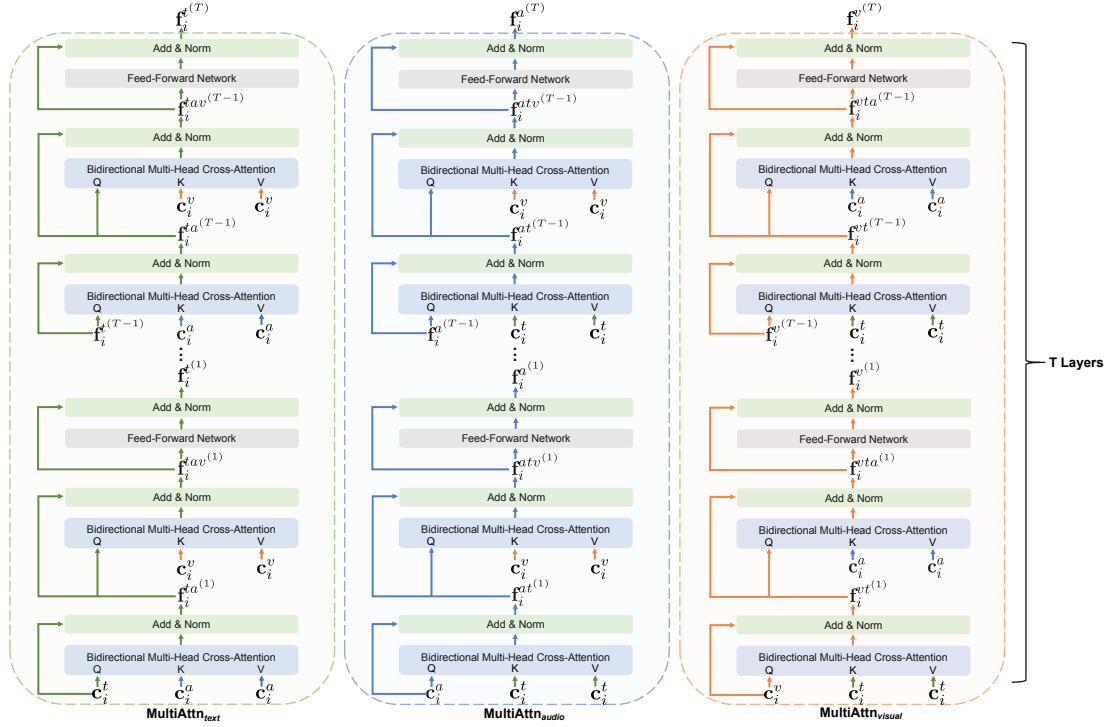 f_i^{t^{(T)}}
Add & Norm
Feed-Forward Network
f_i^{tav^{(T-1)}}
Add & Norm
Bidirectional Multi-Head Cross-Attention
Q K V
c_i^v c_i^v
f_i^{ta^{(T-1)}}
Add & Norm
Bidirectional Multi-Head Cross-Attention
Q K V
f_i^{t^{(T-1)}} c_i^a c_i^a
⋮
f_i^{t^{(1)}}
Add & Norm
Feed-Forward Network
f_i^{tav^{(1)}}
Add & Norm
Bidirectional Multi-Head Cross-Attention
Q K V
c_i^v c_i^v
f_i^{ta^{(1)}}
Add & Norm
Bidirectional Multi-Head Cross-Attention
Q K V
c_i^t c_i^a c_i^a
MultiAttn_{text}
f_i^{a^{(T)}}
Add & Norm
Feed-Forward Network
f_i^{atv^{(T-1)}}
Add & Norm
Bidirectional Multi-Head Cross-Attention
Q K V
c_i^v c_i^v
f_i^{at^{(T-1)}}
Add & Norm
Bidirectional Multi-Head Cross-Attention
Q K V
f_i^{a^{(T-1)}} c_i^t c_i^t
⋮
f_i^{a^{(1)}}
Add & Norm
Feed-Forward Network
f_i^{atv^{(1)}}
Add & Norm
Bidirectional Multi-Head Cross-Attention
Q K V
c_i^v c_i^v
f_i^{at^{(1)}}
Add & Norm
Bidirectional Multi-Head Cross-Attention
Q K V
c_i^a c_i^t c_i^t
MultiAttn_{audio}
f_i^{v^{(T)}}
Add & Norm
Feed-Forward Network
f_i^{vta^{(T-1)}}
Add & Norm
Bidirectional Multi-Head Cross-Attention
Q K V
c_i^a c_i^a
f_i^{vt^{(T-1)}}
Add & Norm
Bidirectional Multi-Head Cross-Attention
Q K V
f_i^{v^{(T-1)}} c_i^t c_i^t
⋮
f_i^{v^{(1)}}
Add & Norm
Feed-Forward Network
f_i^{vta^{(1)}}
Add & Norm
Bidirectional Multi-Head Cross-Attention
Q K V
c_i^a c_i^a
f_i^{vt^{(1)}}
Add & Norm
Bidirectional Multi-Head Cross-Attention
Q K V
c_i^v c_i^t c_i^t
MultiAttn_{visual}
T Layers